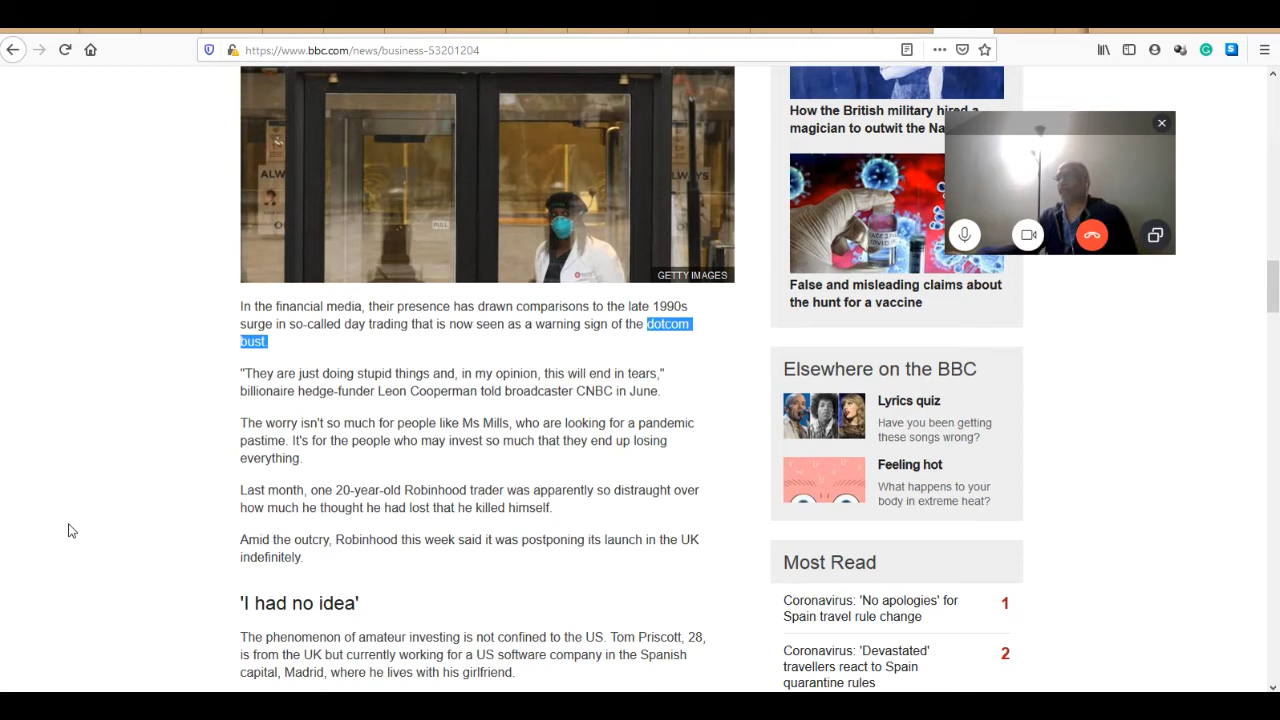 https://www.bbc.com/news/business-53201204
ALWAYS
ALWAYS
PULL
GETTY IMAGES
In the financial media, their presence has drawn comparisons to the late 1990s
surge in so-called day trading that is now seen as a warning sign of the dotcom
bust.
"They are just doing stupid things and, in my opinion, this will end in tears,"
billionaire hedge-funder Leon Cooperman told broadcaster CNBC in June.
The worry isn't so much for people like Ms Mills, who are looking for a pandemic
pastime. It's for the people who may invest so much that they end up losing
everything.
Last month, one 20-year-old Robinhood trader was apparently so distraught over
how much he thought he had lost that he killed himself.
Amid the outcry, Robinhood this week said it was postponing its launch in the UK
indefinitely.
'I had no idea'
The phenomenon of amateur investing is not confined to the US. Tom Priscott, 28,
is from the UK but currently working for a US software company in the Spanish
capital, Madrid, where he lives with his girlfriend.
How the British military hired a
magician to outwit the Na
False and misleading claims about
the hunt for a vaccine
Elsewhere on the BBC
Lyrics quiz
Have you been getting
these songs wrong?
Feeling hot
What happens to your
body in extreme heat?
Most Read
Coronavirus: 'No apologies' for
Spain travel rule change
1
Coronavirus: 'Devastated'
travellers react to Spain
quarantine rules
2